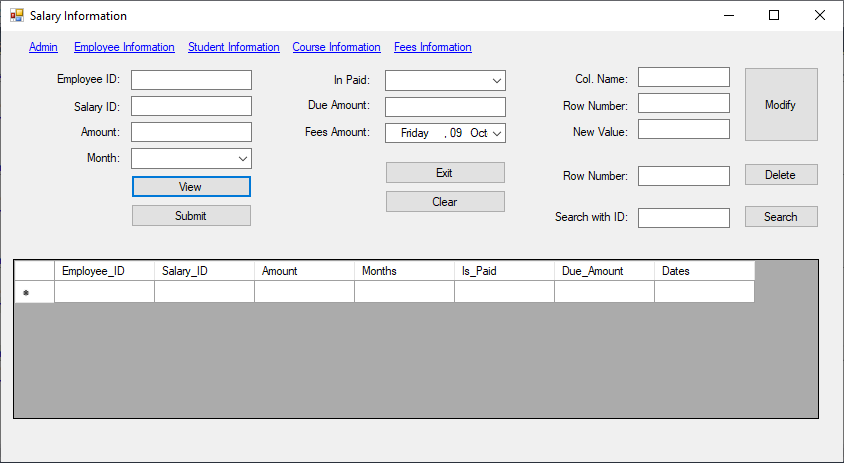 Salary Information
Admin Employee Information Student Information Course Information Fees Information
Employee ID:
Salary ID:
Amount:
Month:
View
Submit
In Paid:
Due Amount:
Fees Amount: Friday , 09 Oct
Exit
Clear
Col. Name:
Row Number:
New Value:
Modify
Row Number: Delete
Search with ID: Search
Employee_ID Salary_ID Amount Months Is_Paid Due_Amount Dates